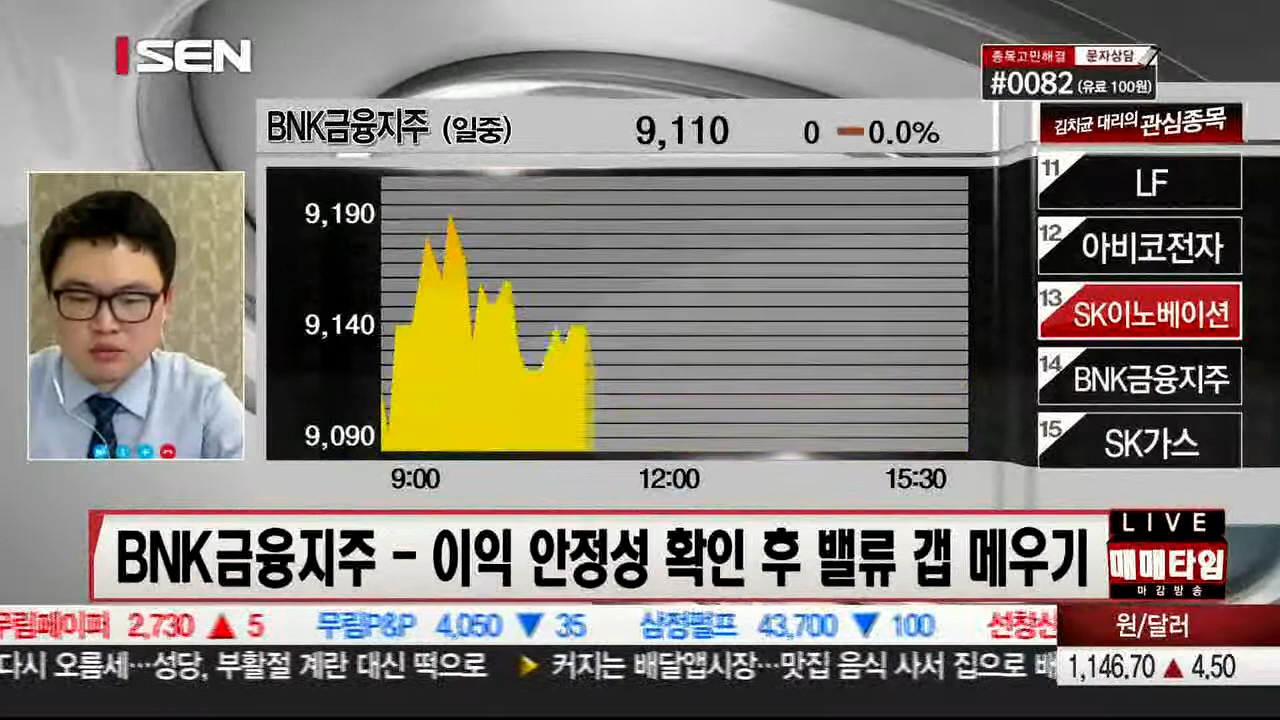 SEN
종목고민해결 문자상담
#0082 (유료 100원)
BNK금융지주 (일중) 9,110 0 0.0%
김치균 대리의 관심종목
11 LF
12 아비코전자
13 SK이노베이션
14 BNK금융지주
15 SK가스
9,190
9,140
9,090
9:00 12:00 15:30
BNK금융지주 - 이익 안정성 확인 후 밸류 갭 메우기
LIVE
매매타임
마감방송
무림페이퍼 2,730 ▲ 5 무림P&P 4,050 ▼ 35 삼정펄프 43,700 ▼ 100 선창산
원/달러
다시 오름세…성당, 부활절 계란 대신 떡으로 ▶ 커지는 배달앱시장…맛집 음식 사서 집으로 배
1,146.70 ▲ 4.50